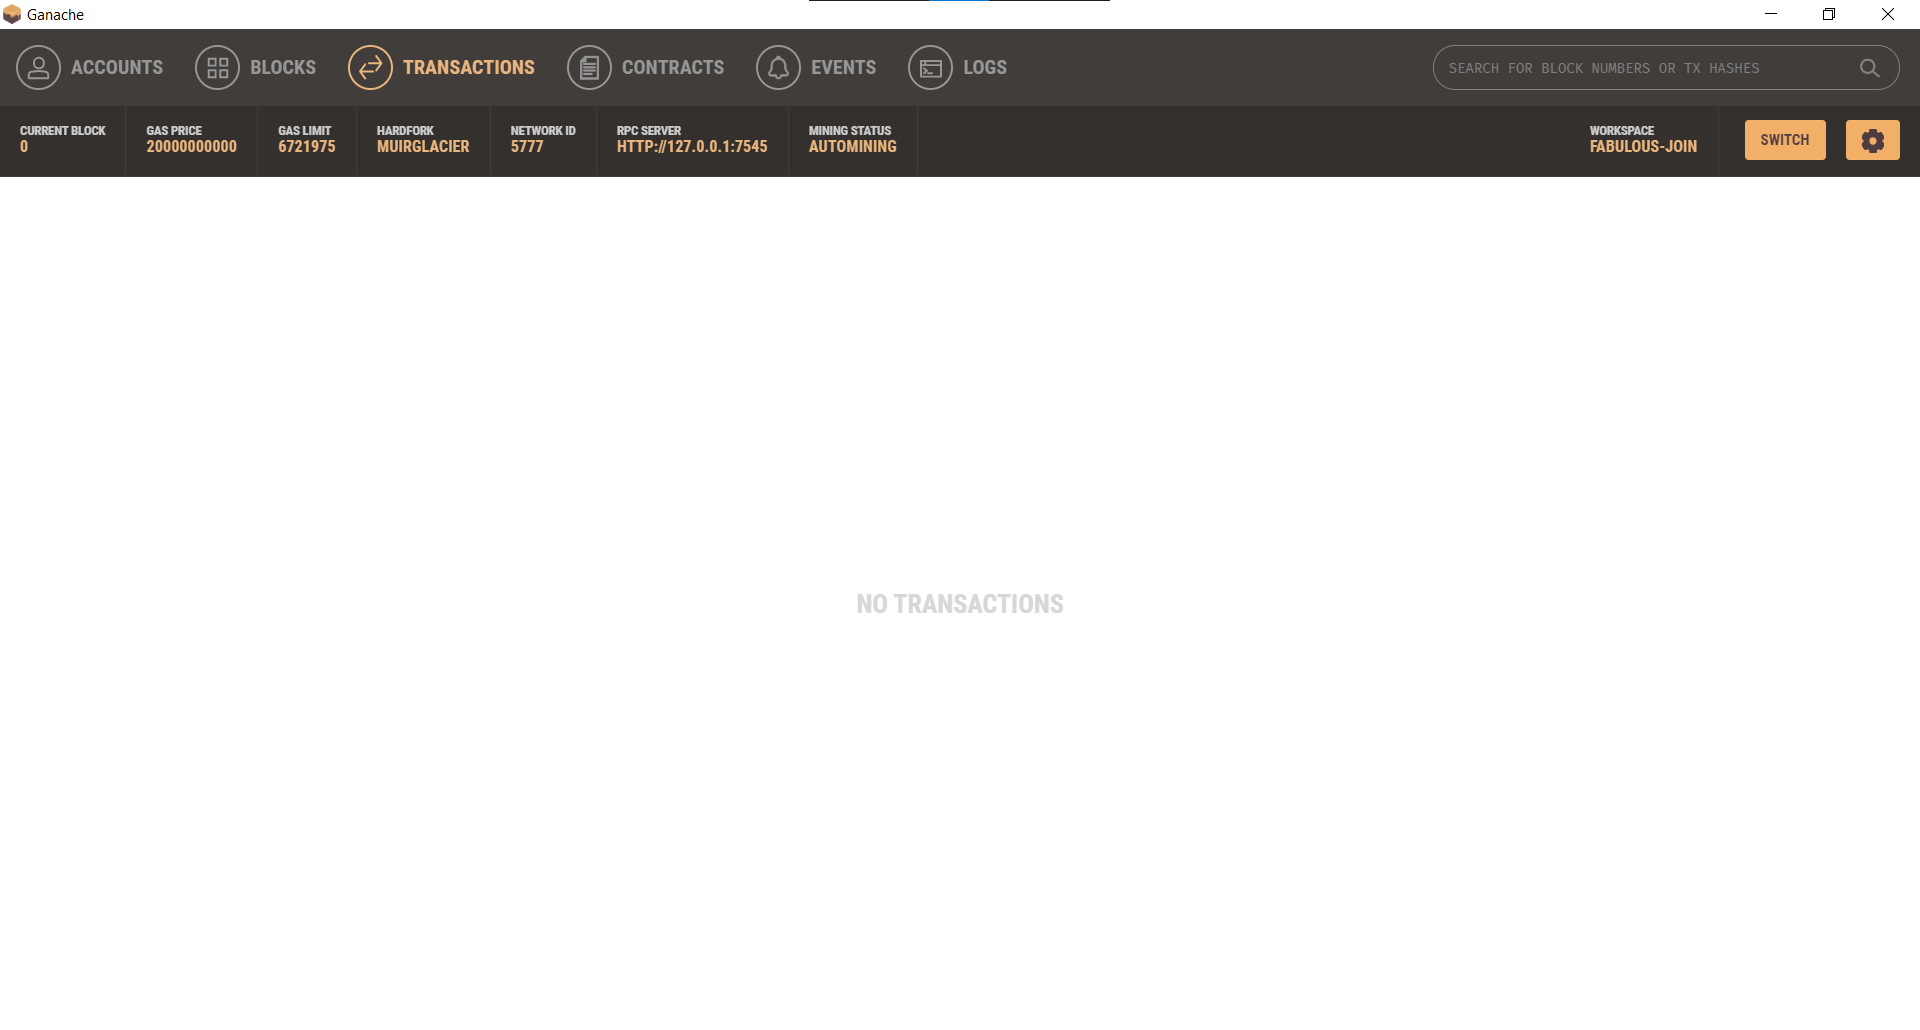 Ganache
ACCOUNTS BLOCKS TRANSACTIONS CONTRACTS EVENTS LOGS SEARCH FOR BLOCK NUMBERS OR TX HASHES
CURRENT BLOCK GAS PRICE GAS LIMIT HARDFORK NETWORK ID RPC SERVER MINING STATUS WORKSPACE
0 20000000000 6721975 MUIRGLACIER 5777 HTTP://127.0.0.1:7545 AUTOMINING FABULOUS-JOIN SWITCH
NO TRANSACTIONS